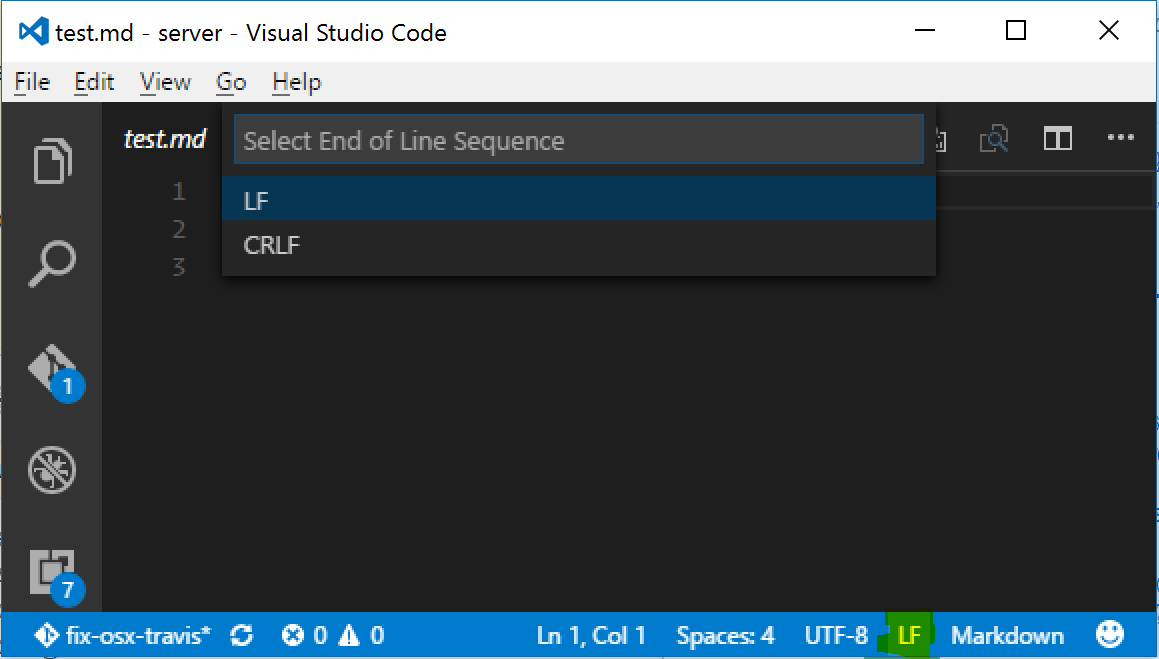 test.md - server - Visual Studio Code
File Edit View Go Help
test.md
Select End of Line Sequence
1
LF
2
CRLF
3
1
7
fix-osx-travis* 0 0 Ln 1, Col 1 Spaces: 4 UTF-8 LF Markdown